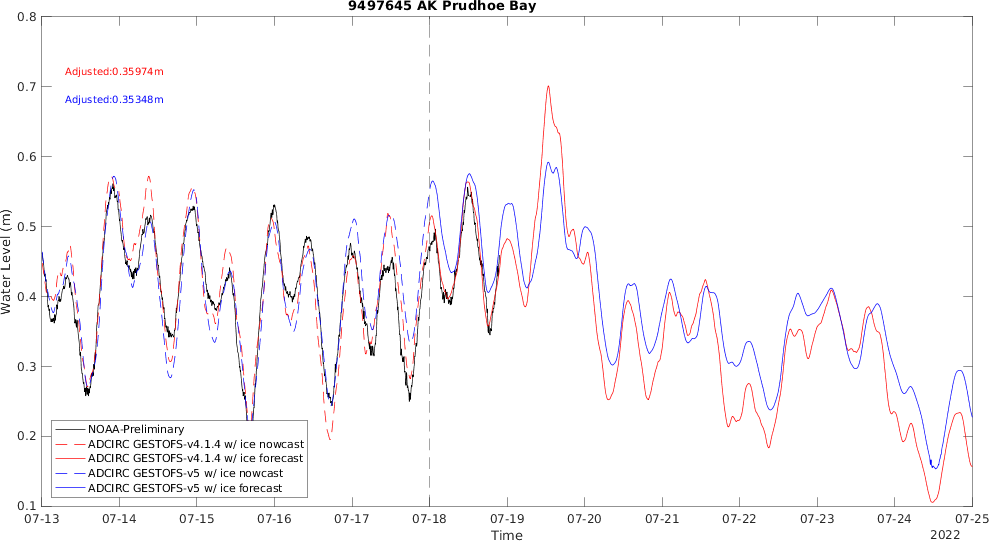 9497645 AK Prudhoe Bay
Adjusted:0.35974m
Adjusted:0.35348m
Water Level (m)
0.8
0.7
0.6
0.5
0.4
0.3
0.2
0.1
NOAA-Preliminary
ADCIRC GESTOFS-v4.1.4 w/ ice nowcast
ADCIRC GESTOFS-v4.1.4 w/ ice forecast
ADCIRC GESTOFS-v5 w/ ice nowcast
ADCIRC GESTOFS-v5 w/ ice forecast
07-13 07-14 07-15 07-16 07-17 07-18 07-19 07-20 07-21 07-22 07-23 07-24 07-25
Time
2022